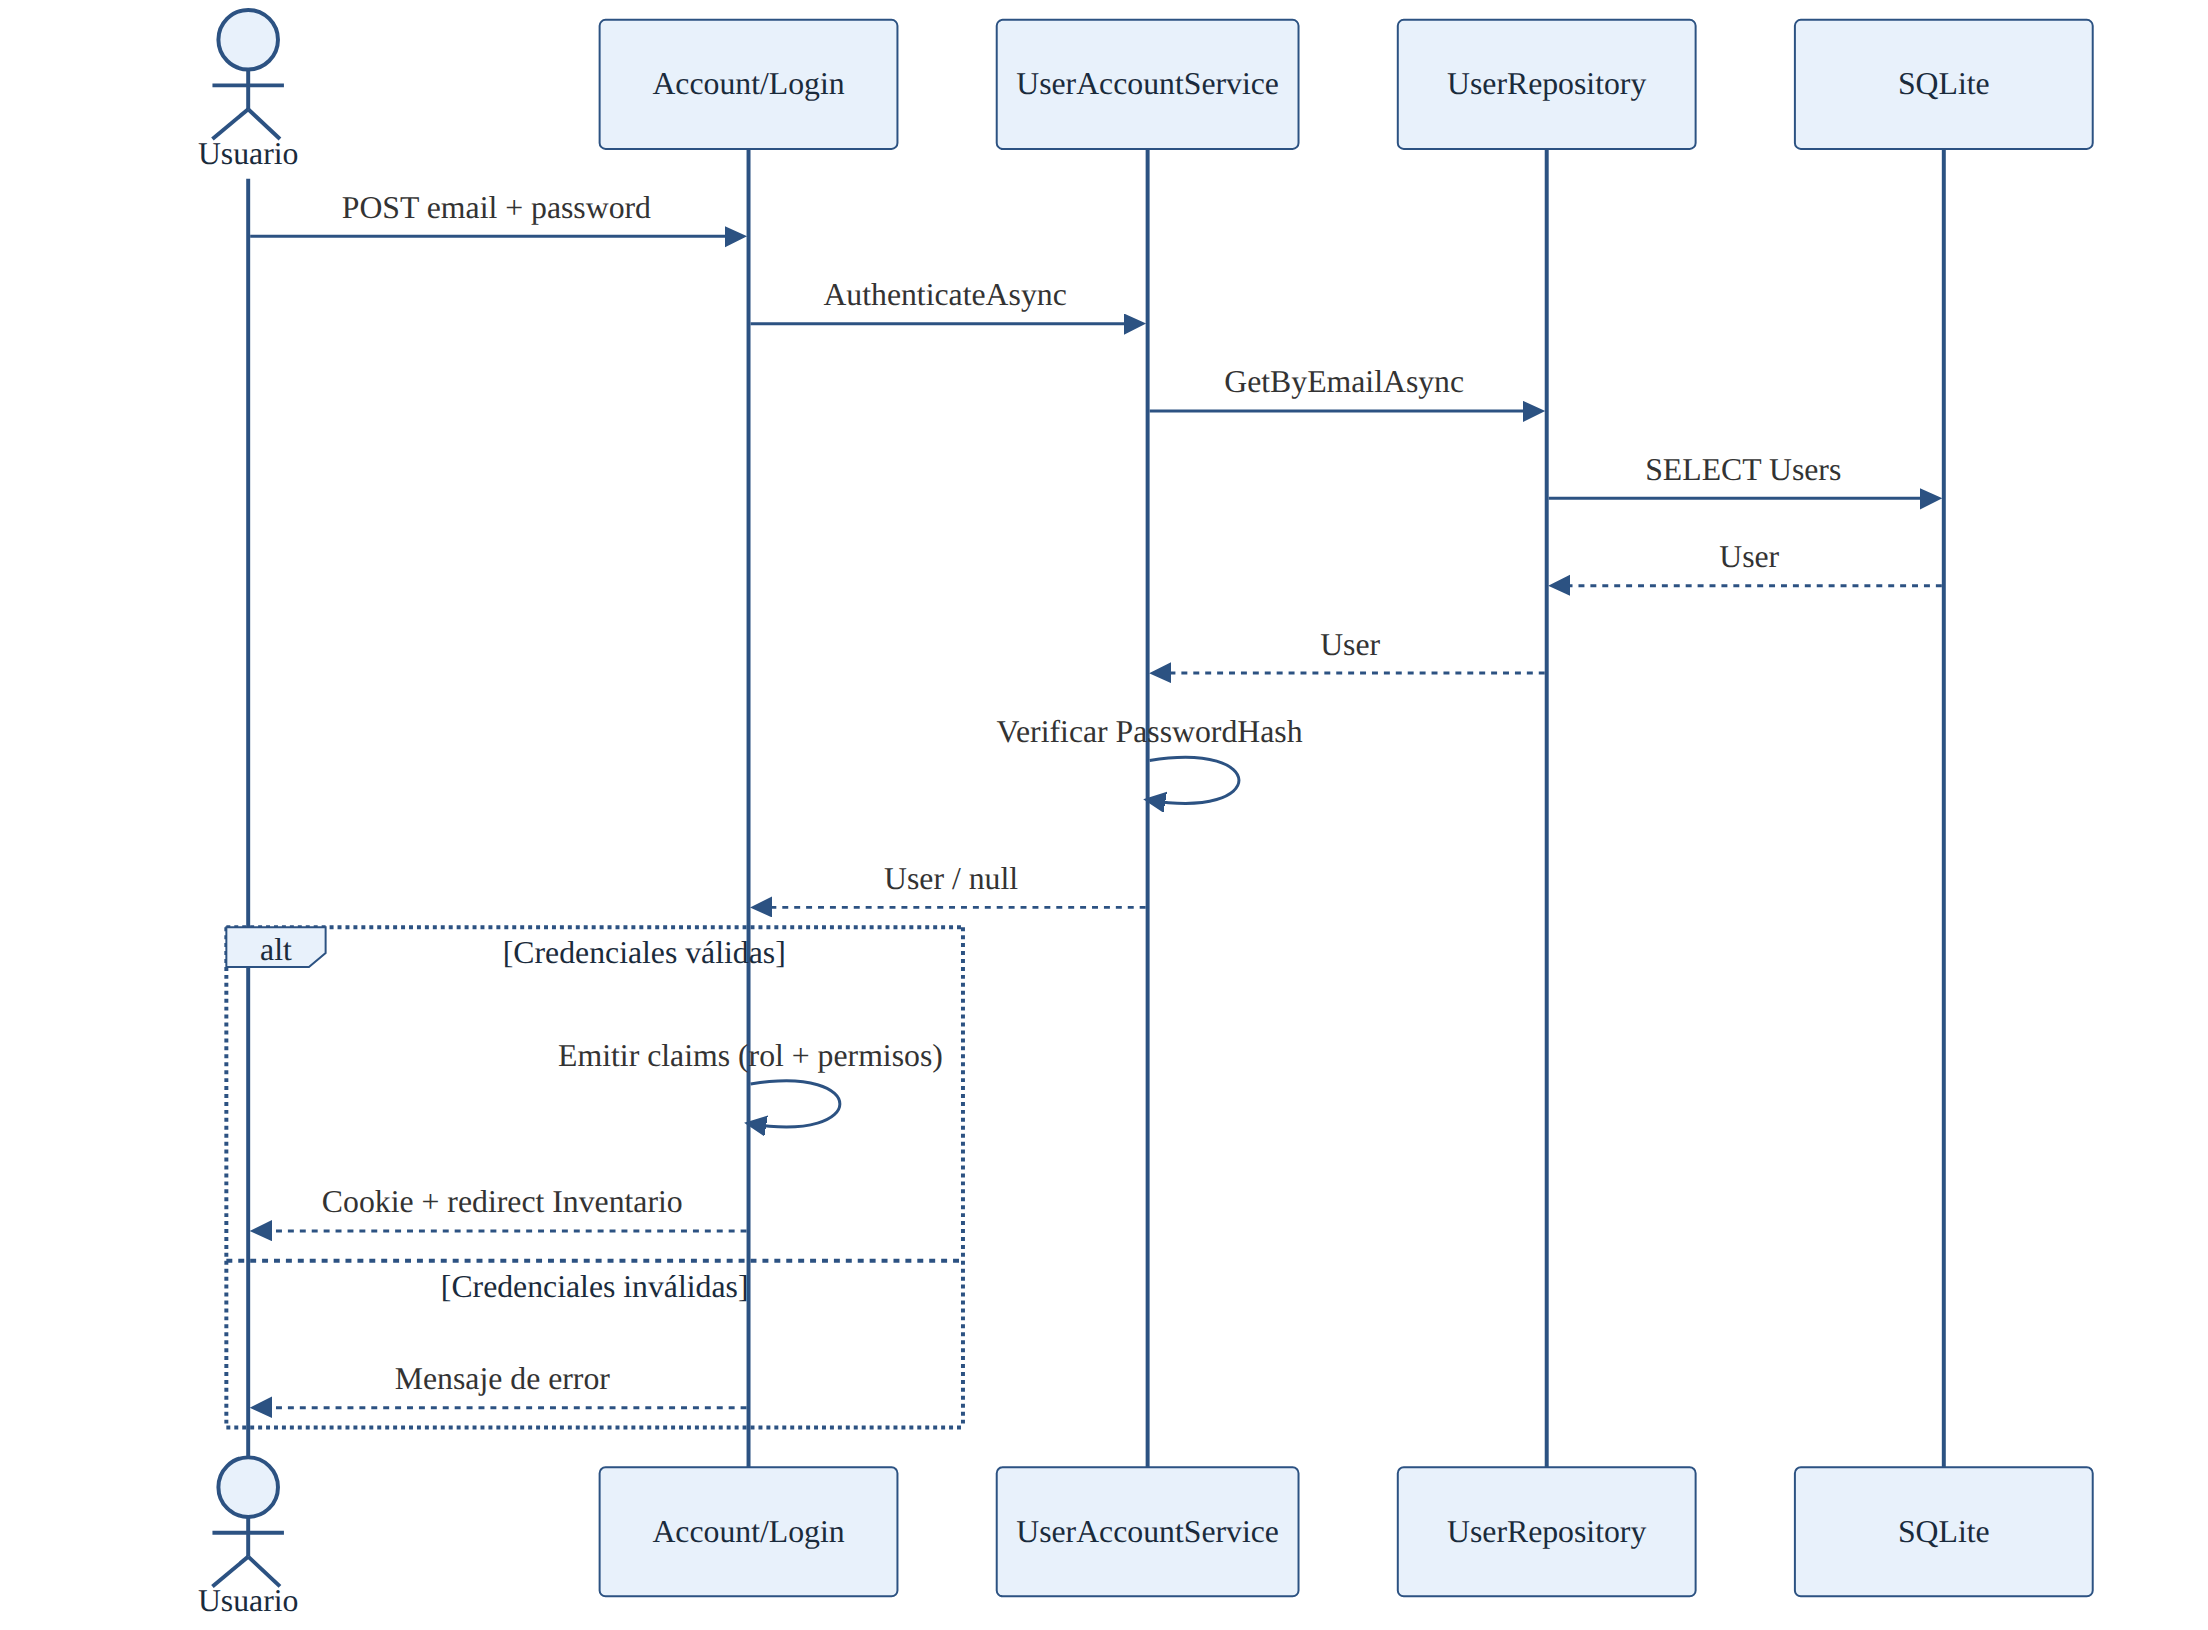 Usuario
Account/Login
UserAccountService
UserRepository
SQLite
POST email + password
AuthenticateAsync
GetByEmailAsync
SELECT Users
User
User
Verificar PasswordHash
User / null
alt
[Credenciales válidas]
Emitir claims (rol + permisos)
Cookie + redirect Inventario
[Credenciales inválidas]
Mensaje de error
Usuario
Account/Login
UserAccountService
UserRepository
SQLite